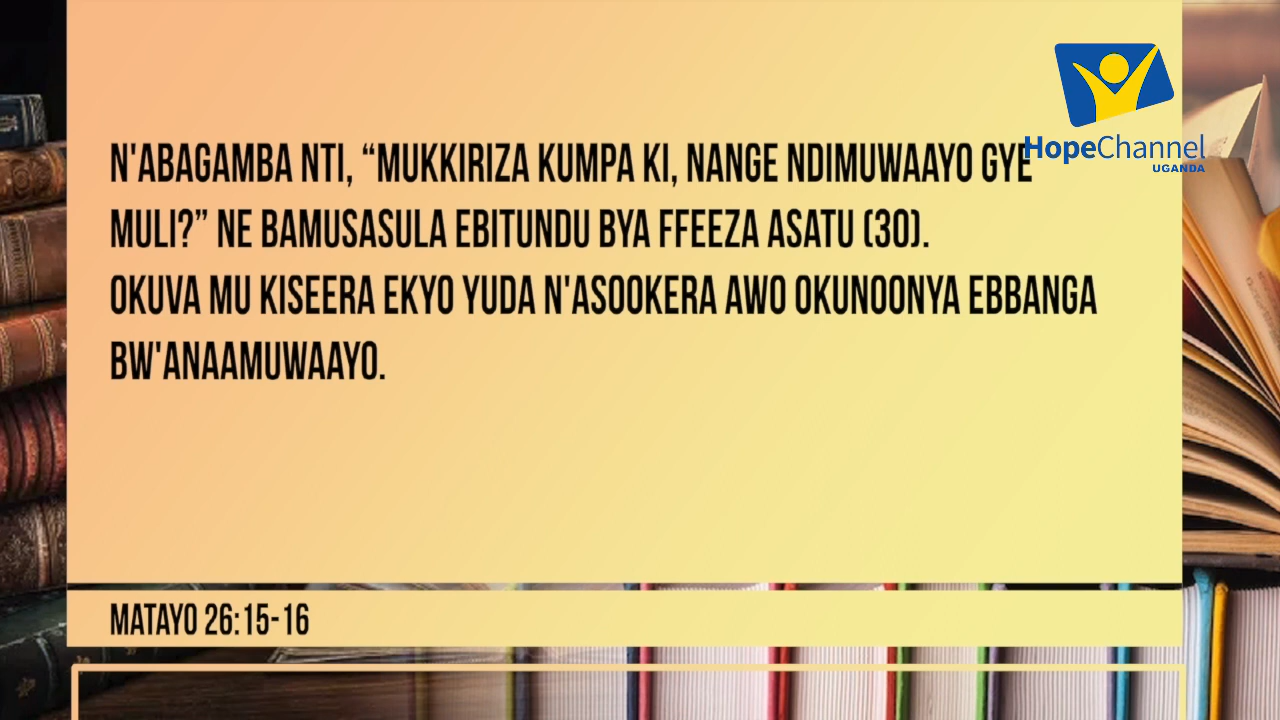 N'ABAGAMBA NTI, “MUKKIRIZA KUMPA KI, NANGE NDIMUWAAYO GYE
MULI?” NE BAMUSASULA EBITUNDU BYA FFEEZA ASATU (30).
OKUVA MU KISEERA EKYO YUDA N'ASOOKERA AWO OKUNOONYA EBBANGA
BW'ANAAMUWAAYO.
MATAYO 26:15-16
HopeChannel
UGANDA